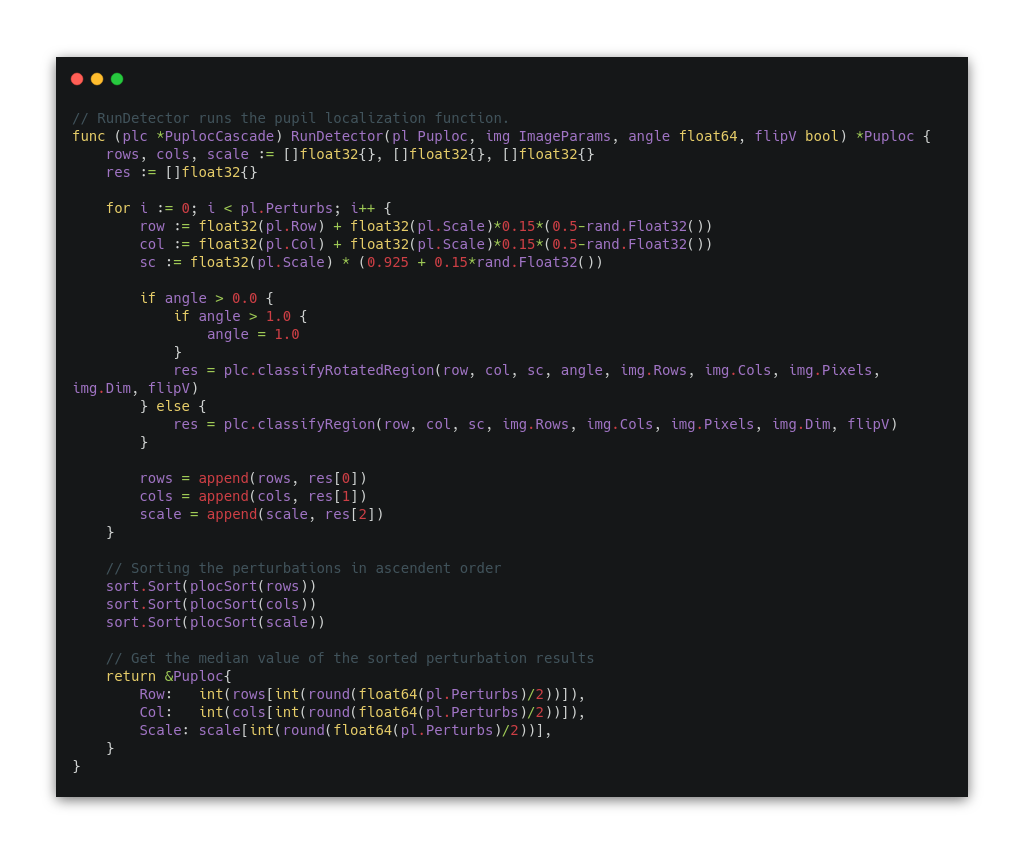 // RunDetector runs the pupil localization function.
func (plc *PuplocCascade) RunDetector(pl Puploc, img ImageParams, angle float64, flipV bool) *Puploc {
    rows, cols, scale := []float32{}, []float32{}, []float32{}
    res := []float32{}

    for i := 0; i < pl.Perturbs; i++ {
        row := float32(pl.Row) + float32(pl.Scale)*0.15*(0.5-rand.Float32())
        col := float32(pl.Col) + float32(pl.Scale)*0.15*(0.5-rand.Float32())
        sc := float32(pl.Scale) * (0.925 + 0.15*rand.Float32())

        if angle > 0.0 {
            if angle > 1.0 {
                angle = 1.0
            }
            res = plc.classifyRotatedRegion(row, col, sc, angle, img.Rows, img.Cols, img.Pixels,
img.Dim, flipV)
        } else {
            res = plc.classifyRegion(row, col, sc, img.Rows, img.Cols, img.Pixels, img.Dim, flipV)
        }

        rows = append(rows, res[0])
        cols = append(cols, res[1])
        scale = append(scale, res[2])
    }

    // Sorting the perturbations in ascendent order
    sort.Sort(plocSort(rows))
    sort.Sort(plocSort(cols))
    sort.Sort(plocSort(scale))

    // Get the median value of the sorted perturbation results
    return &Puploc{
        Row:   int(rows[int(round(float64(pl.Perturbs)/2))]),
        Col:   int(cols[int(round(float64(pl.Perturbs)/2))]),
        Scale: scale[int(round(float64(pl.Perturbs)/2))],
    }
}